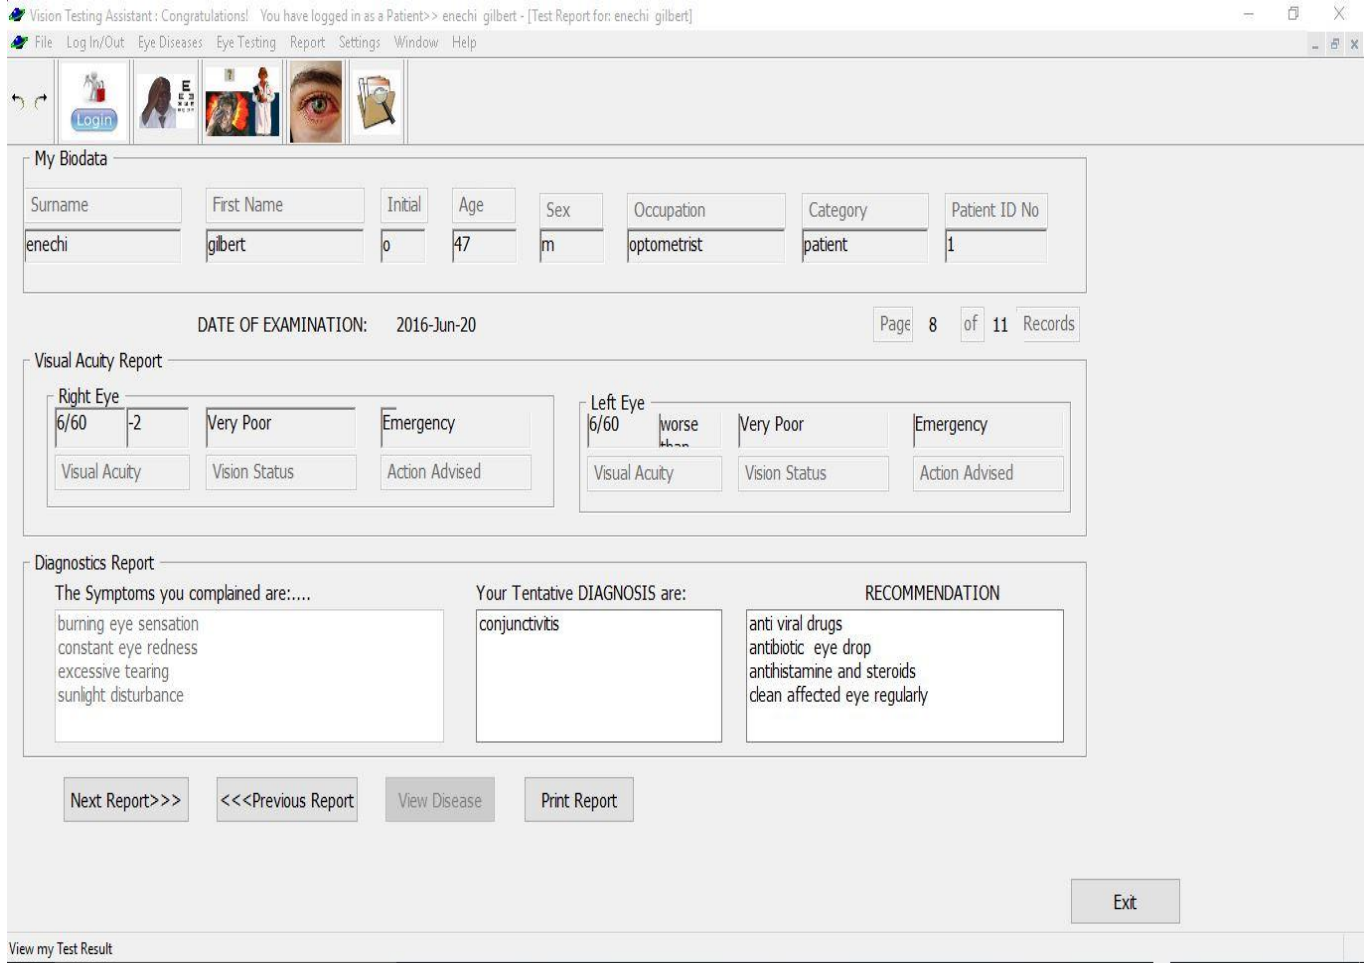 Vision Testing Assistant : Congratulations! You have logged in as a Patient>> enechi gilbert - [Test Report for: enechi gilbert]
File Log In/Out Eye Diseases Eye Testing Report Settings Window Help
Login
My Biodata
Surname First Name Initial Age Sex Occupation Category Patient ID No
enechi gilbert o 47 m optometrist patient 1
DATE OF EXAMINATION: 2016-Jun-20 Page 8 of 11 Records
Visual Acuity Report
Right Eye
6/60 -2 Very Poor Emergency
Visual Acuity Vision Status Action Advised
Left Eye
6/60 worse Very Poor Emergency
than
Visual Acuity Vision Status Action Advised
Diagnostics Report
The Symptoms you complained are:....
burning eye sensation
constant eye redness
excessive tearing
sunlight disturbance
Your Tentative DIAGNOSIS are:
conjunctivitis
RECOMMENDATION
anti viral drugs
antibiotic eye drop
antihistamine and steroids
clean affected eye regularly
Next Report>>> <<<Previous Report View Disease Print Report
Exit
View my Test Result